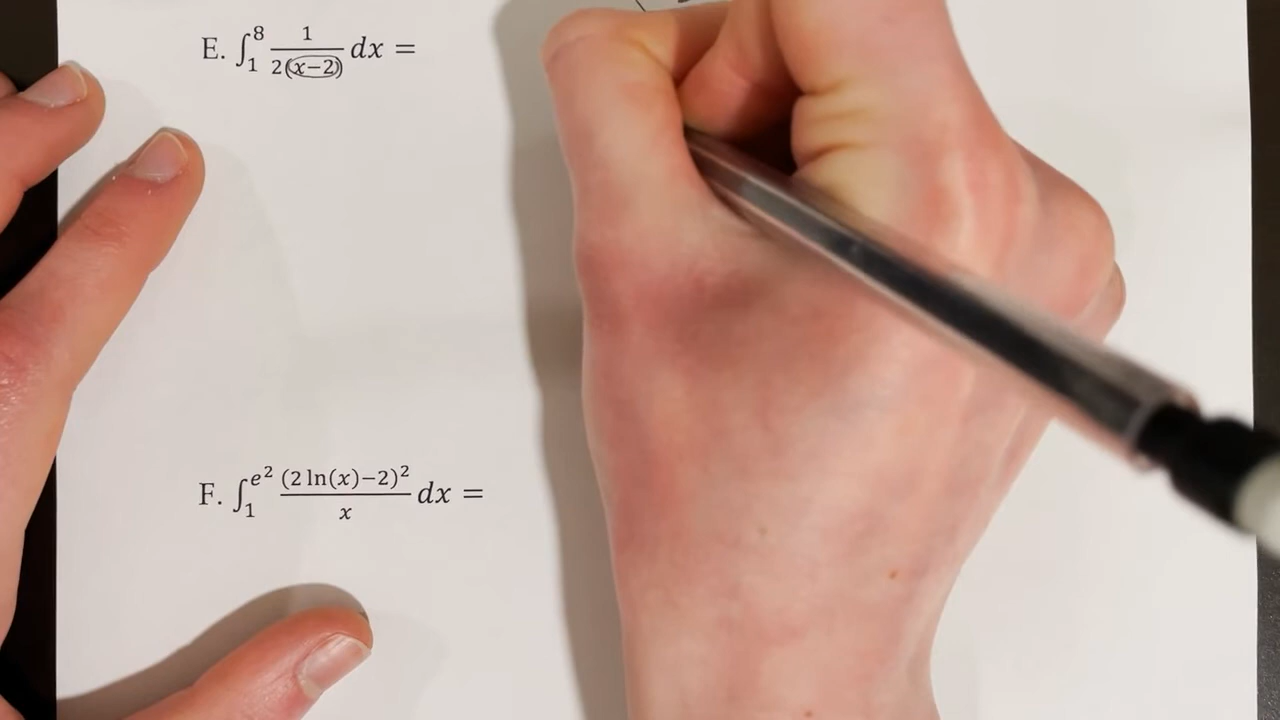 E. ∫₁⁸ 1/(2(x−2)) dx =
F. ∫₁^(e²) (2 ln(x)−2)²/x dx =